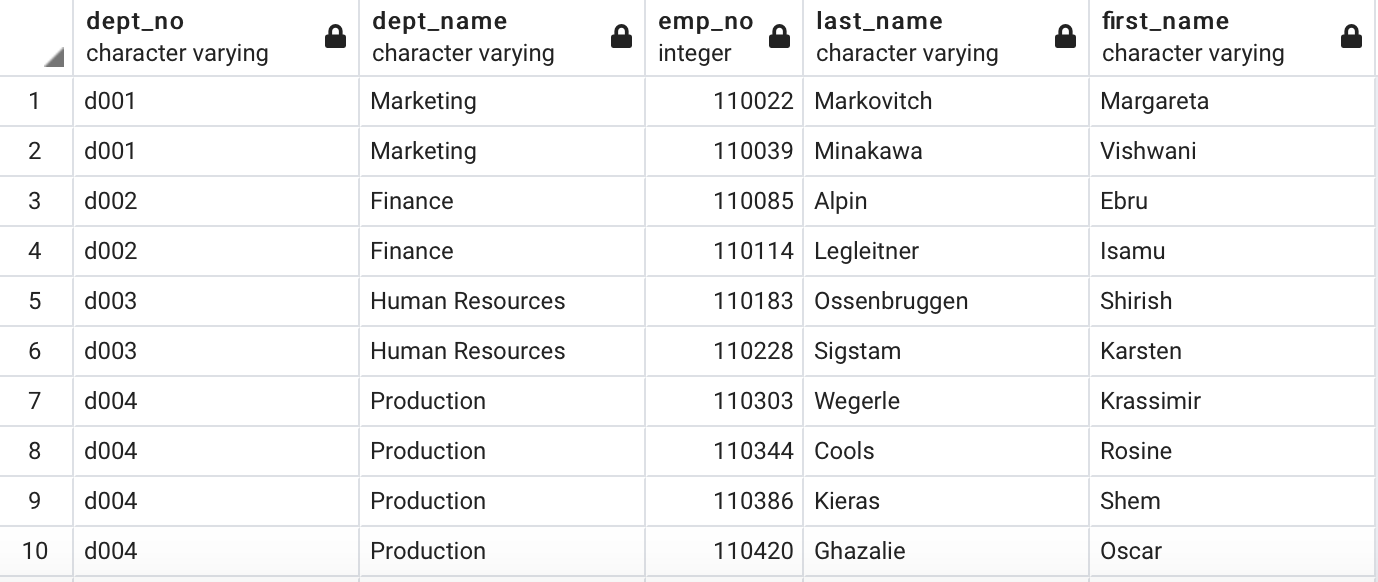 dept_no dept_name emp_no last_name first_name
character varying character varying integer character varying character varying
1 d001 Marketing 110022 Markovitch Margareta
2 d001 Marketing 110039 Minakawa Vishwani
3 d002 Finance 110085 Alpin Ebru
4 d002 Finance 110114 Legleitner Isamu
5 d003 Human Resources 110183 Ossenbruggen Shirish
6 d003 Human Resources 110228 Sigstam Karsten
7 d004 Production 110303 Wegerle Krassimir
8 d004 Production 110344 Cools Rosine
9 d004 Production 110386 Kieras Shem
10 d004 Production 110420 Ghazalie Oscar